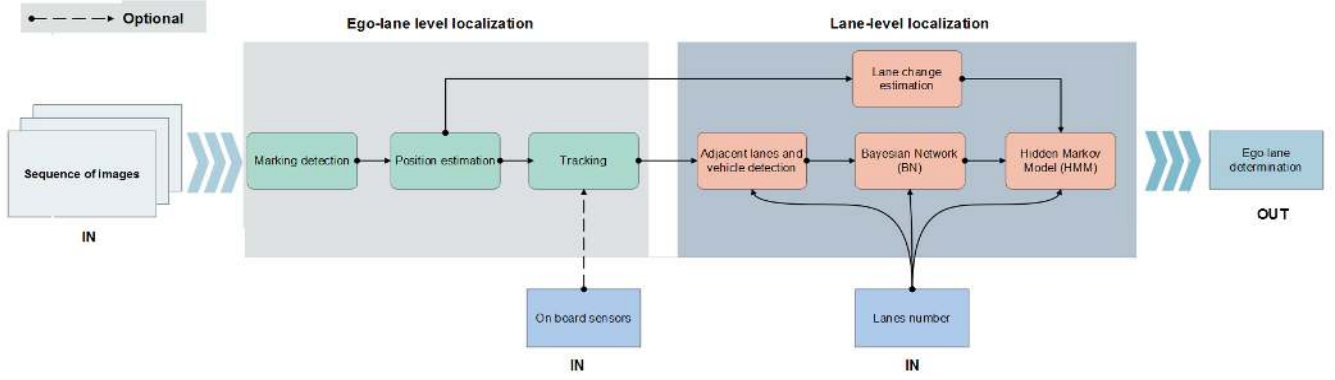 Optional
Ego-lane level localization
Lane-level localization
Lane change
estimation
Sequence of images
IN
Marking detection
Position estimation
Tracking
Adjacent lanes and
vehicle detection
Bayesian Network
(BN)
Hidden Markov
Model (HMM)
Ego-lane
determination
OUT
On board sensors
IN
Lanes number
IN